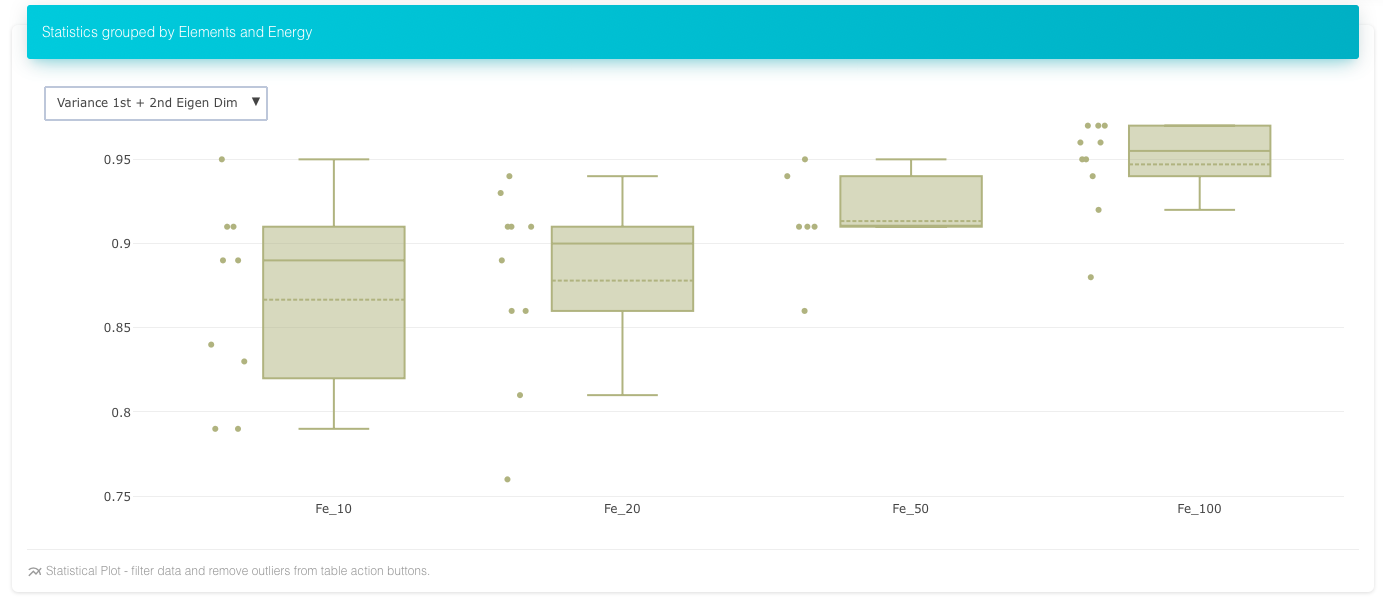 Statistics grouped by Elements and Energy
Variance 1st + 2nd Eigen Dim ▼
0.95
0.9
0.85
0.8
0.75
Fe_10 Fe_20 Fe_50 Fe_100
Statistical Plot - filter data and remove outliers from table action buttons.